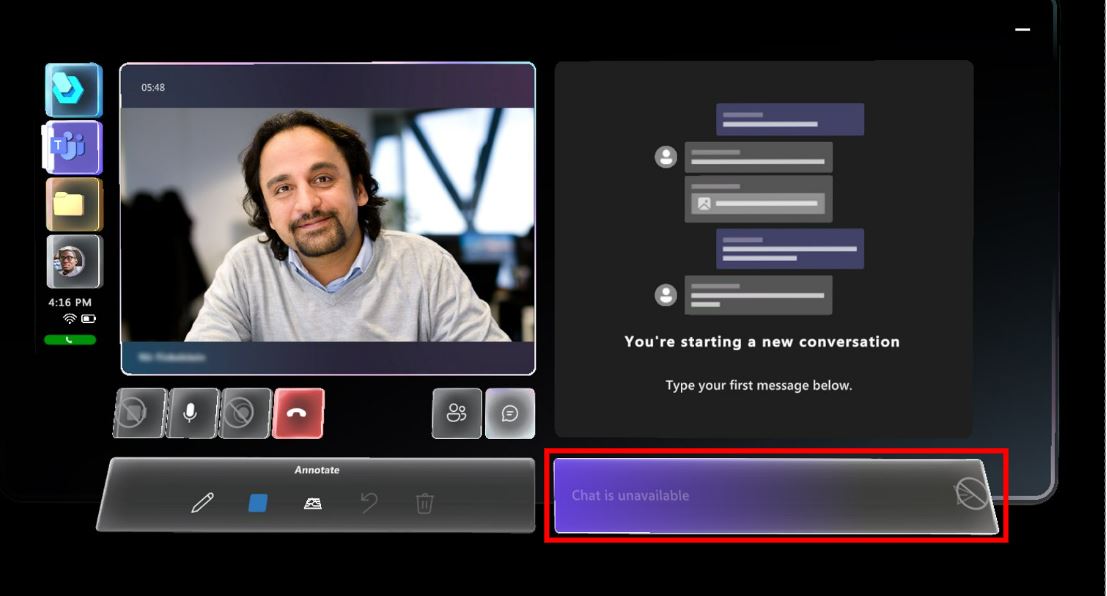 05:48
T
4:16 PM
You're starting a new conversation
Type your first message below.
Annotate
Chat is unavailable